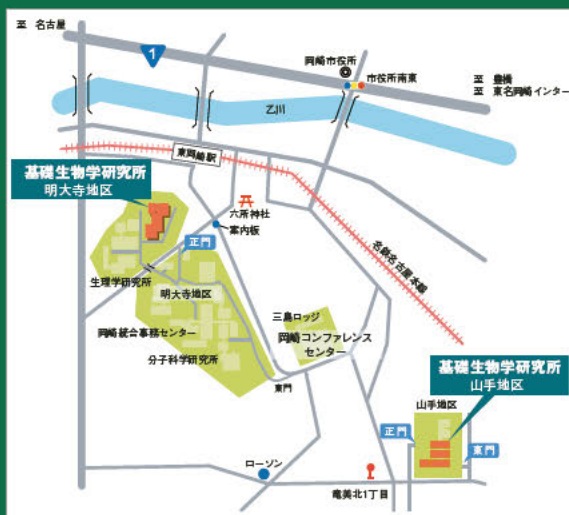 至 名古屋
1
岡崎市役所
市役所南東
至 豊橋
至 東名岡崎インター
乙川
東岡崎駅
基礎生物学研究所
明大寺地区
六所神社
案内板
名鉄名古屋本線
正門
生理学研究所
明大寺地区
三島ロッジ
岡崎コンファレンス
センター
岡崎統合事務センター
分子科学研究所
東門
基礎生物学研究所
山手地区
山手地区
正門
東門
ローソン
竜美北1丁目